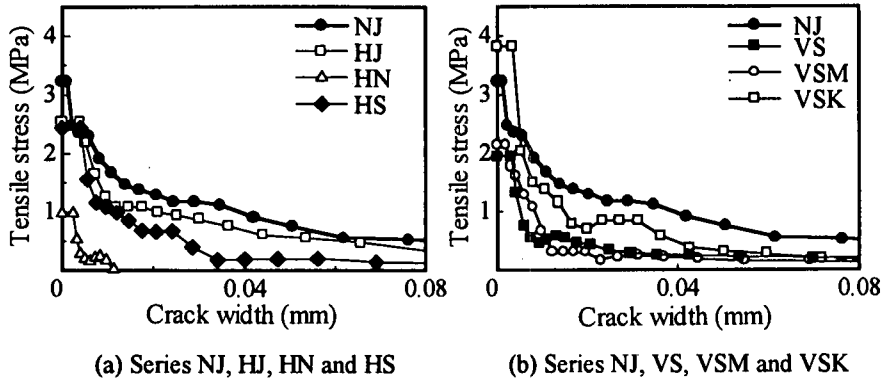 Tensile stress (MPa)
4
3
2
1
0
0.04
0.08
Crack width (mm)
NJ
HJ
HN
HS
(a) Series NJ, HJ, HN and HS
Tensile stress (MPa)
4
3
2
1
0
0.04
0.08
Crack width (mm)
NJ
VS
VSM
VSK
(b) Series NJ, VS, VSM and VSK